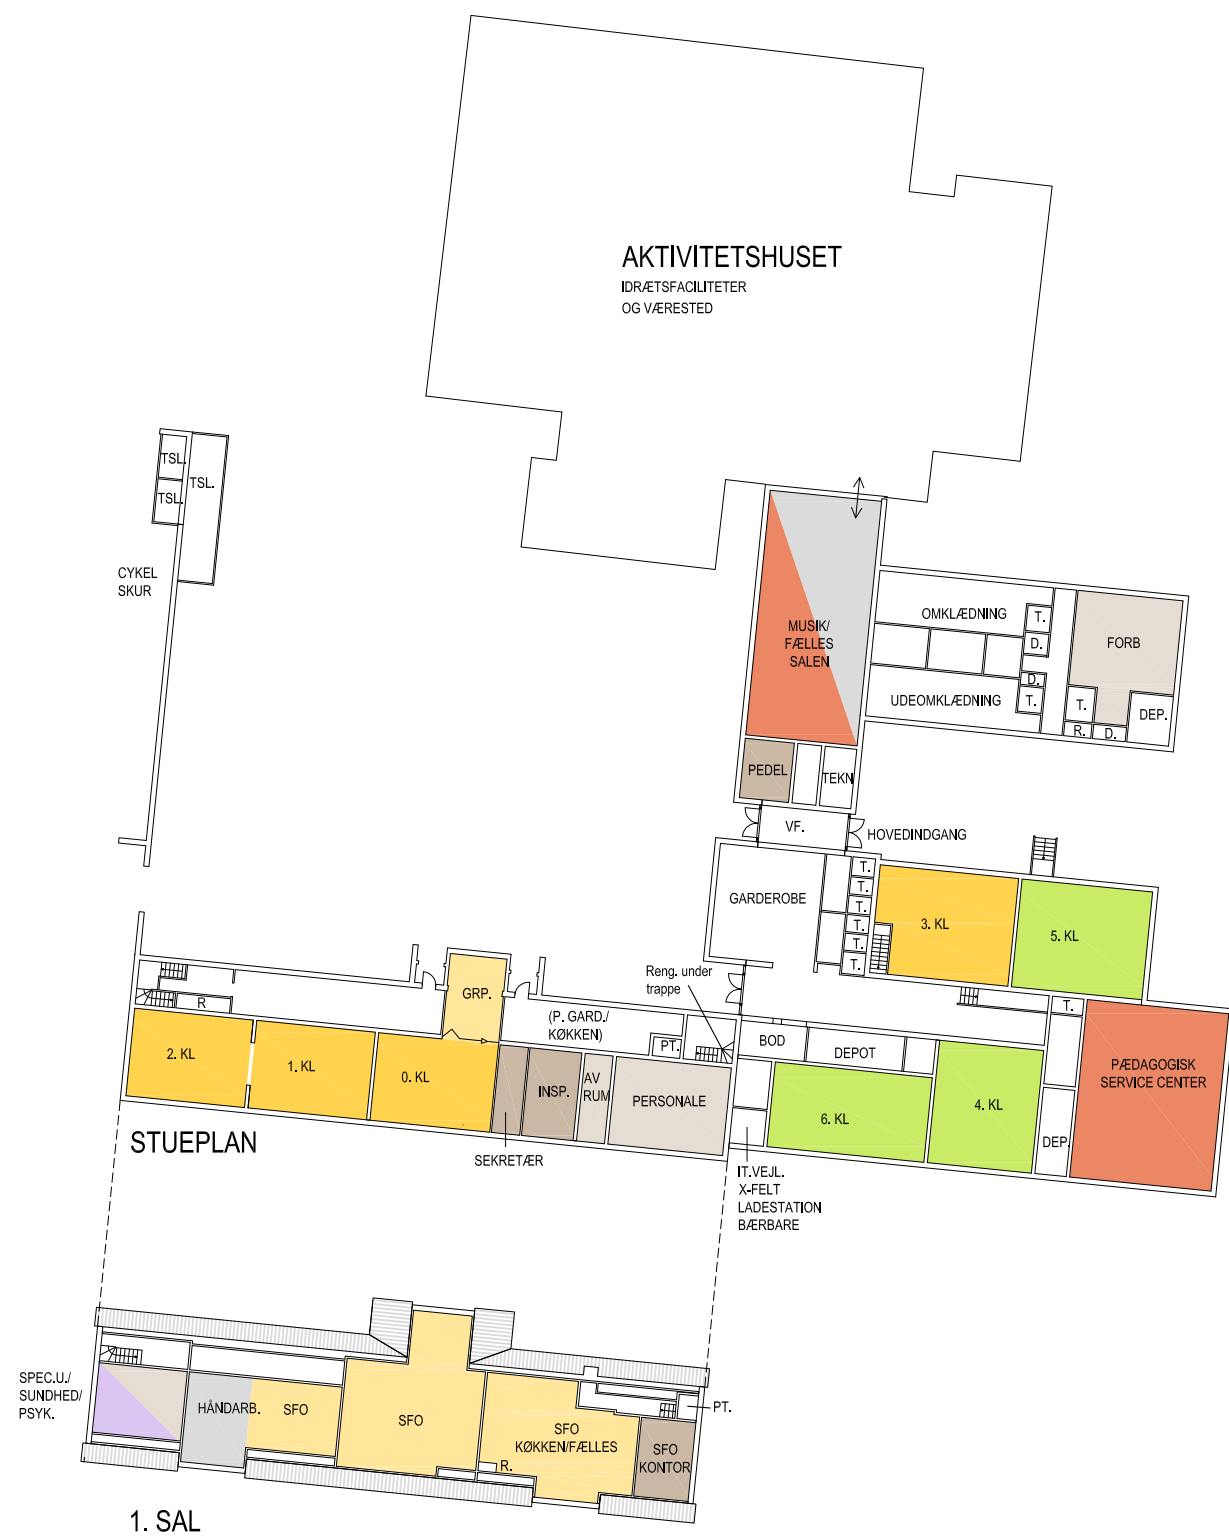 AKTIVITETSHUSET
IDRÆTSFACILITETER
OG VÆRESTED
TSL.
TSL.
TSL.
CYKEL
SKUR
MUSIK/
FÆLLES
SALEN
OMKLÆDNING
T.
D.
FORB
D.
UDEOMKLÆDNING
T.
T.
DEP.
R.
D.
PEDEL
TEKN
VF.
HOVEDINDGANG
GARDEROBE
T.
T.
T.
T.
T.
T.
3. KL
5. KL
Reng. under
trappe
GRP.
R
(P. GARD./
KØKKEN)
PT.
BOD
DEPOT
T.
2. KL
1. KL
0. KL
INSP.
AV
RUM
PERSONALE
6. KL
4. KL
PÆDAGOGISK
SERVICE CENTER
DEP.
STUEPLAN
SEKRETÆR
IT.VEJL.
X-FELT
LADESTATION
BÆRBARE
SPEC.U./
SUNDHED/
PSYK.
HÅNDARB.
SFO
SFO
SFO
KØKKEN/FÆLLES
R.
SFO
KONTOR
PT.
1. SAL